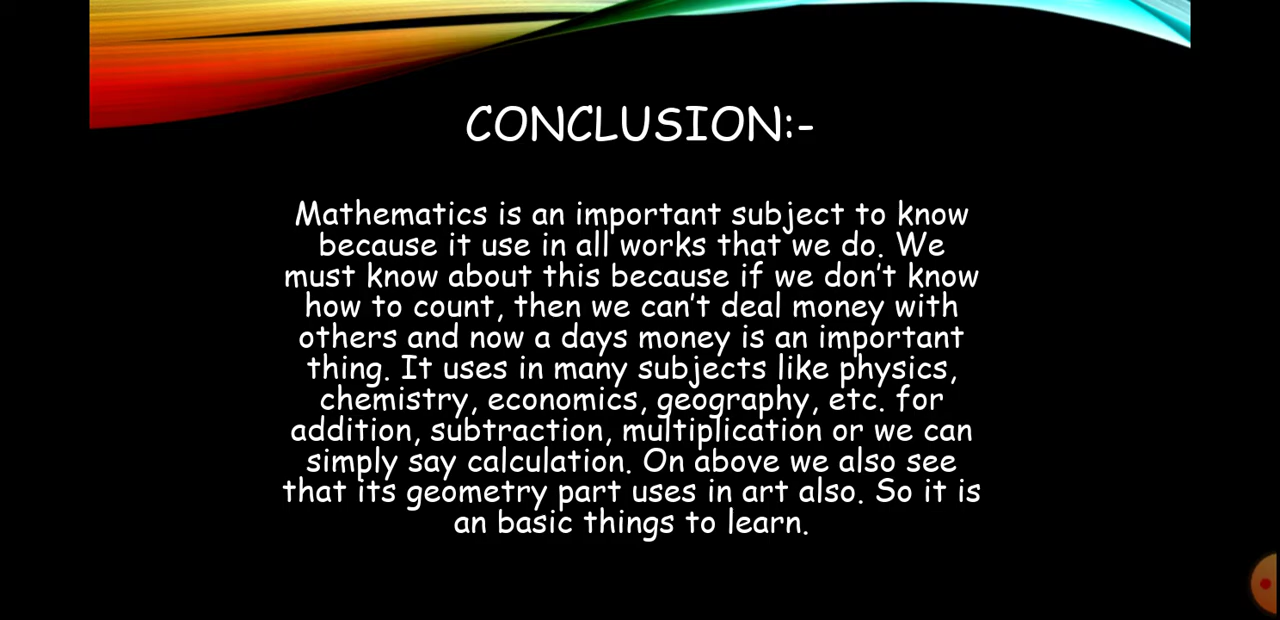 CONCLUSION:-
Mathematics is an important subject to know
because it use in all works that we do. We
must know about this because if we don't know
how to count, then we can't deal money with
others and now a days money is an important
thing. It uses in many subjects like physics,
chemistry, economics, geography, etc. for
addition, subtraction, multiplication or we can
simply say calculation. On above we also see
that its geometry part uses in art also. So it is
an basic things to learn.